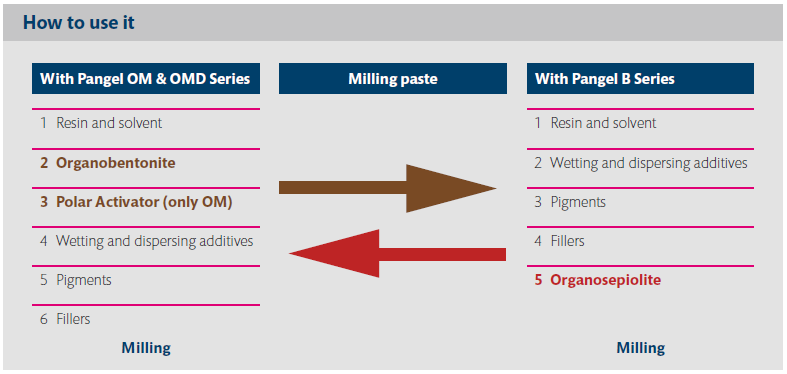 How to use it
With Pangel OM & OMD Series
1 Resin and solvent
2 Organobentonite
3 Polar Activator (only OM)
4 Wetting and dispersing additives
5 Pigments
6 Fillers
Milling
Milling paste
With Pangel B Series
1 Resin and solvent
2 Wetting and dispersing additives
3 Pigments
4 Fillers
5 Organosepiolite
Milling